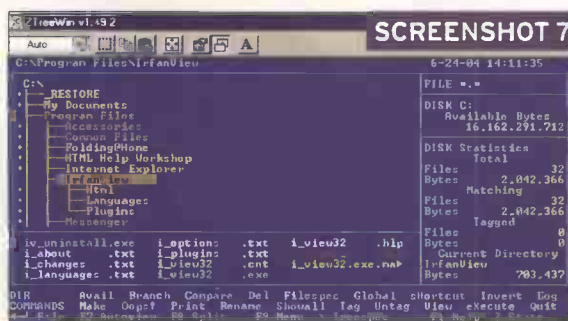 ZTreeWin v1.49.2
SCREENSHOT 7
Auto
C:\Program Files\IrfanView
6-24-04 14:11:35
C:\
_RESTORE
My Documents
Program Files
Accessories
Common Files
Folding@Home
HTML Help Workshop
Internet Explorer
IrfanView
Html
Languages
Plugins
Messenger
FILE *.*
DISK C:
Available Bytes
16,162,291,712
DISK Statistics
Total
Files 32
Bytes 2,042,366
Matching
Files 32
Bytes 2,042,366
Tagged
Files 0
Bytes 0
Current Directory
IrfanView
Bytes 703,437
iv_uninstall.exe i_options .txt i_view32 .hlp
i_about .txt i_plugins .txt
i_changes .txt i_view32 .cnt i_view32.exe.ma
i_languages .txt i_view32 .exe
DIR Avail Branch Compare Del Filespec Global shortcut Invert Log
COMMANDS Make Oops! Print Rename Showall Tag Untag View execute Quit